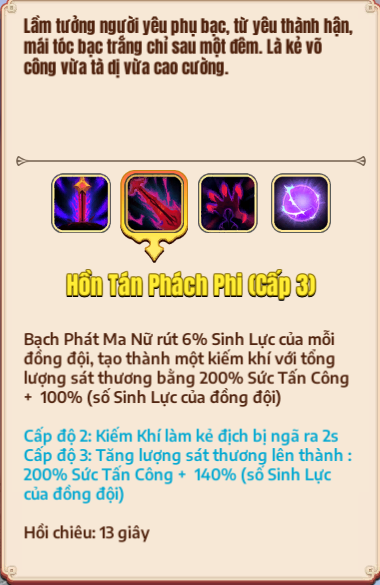 Lầm tưởng người yêu phụ bạc, từ yêu thành hận,
mái tóc bạc trắng chỉ sau một đêm. Là kẻ võ
công vừa tà dị vừa cao cường.
Hồn Tán Phách Phi (Cấp 3)
Bạch Phát Ma Nữ rút 6% Sinh Lực của mỗi
đồng đội, tạo thành một kiếm khí với tổng
lượng sát thương bằng 200% Sức Tấn Công
+ 100% (số Sinh Lực của đồng đội)
Cấp độ 2: Kiếm Khí làm kẻ địch bị ngã ra 2s
Cấp độ 3: Tăng lượng sát thương lên thành :
200% Sức Tấn Công + 140% (số Sinh Lực
của đồng đội)
Hồi chiêu: 13 giây